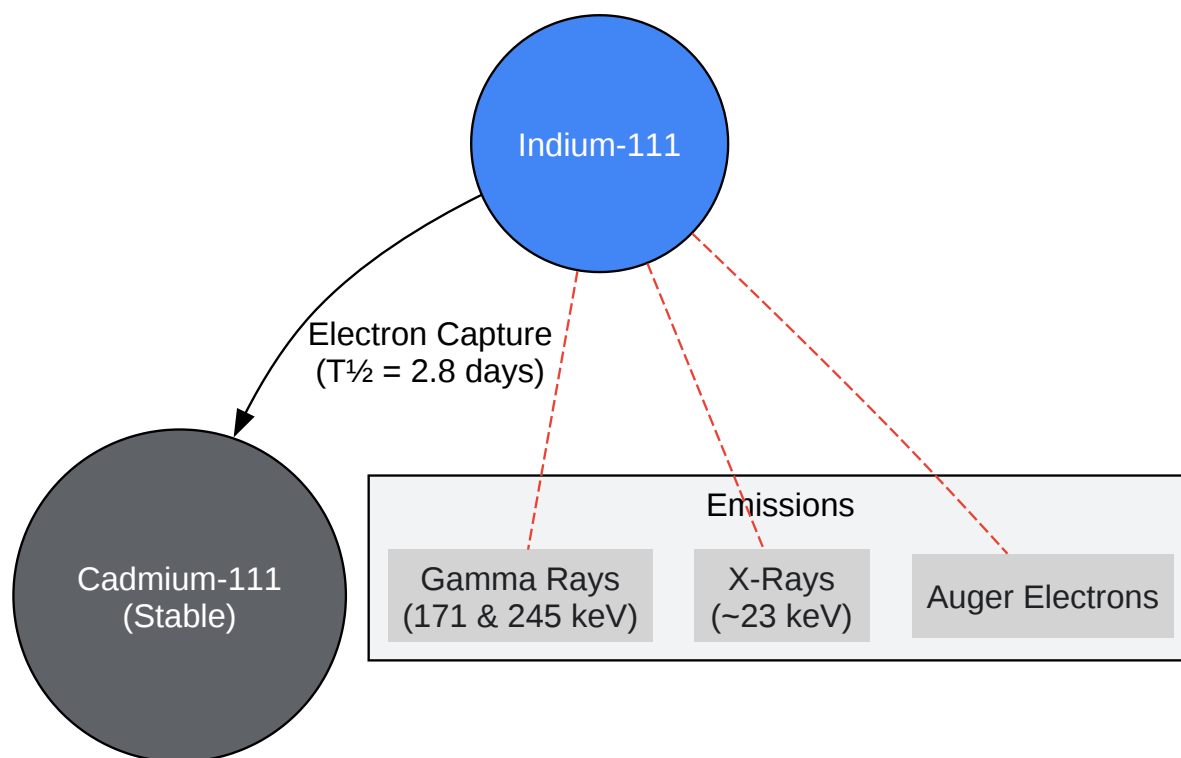 Indium-111
Electron Capture
(T½ = 2.8 days)
Cadmium-111
(Stable)
Emissions
Gamma Rays
(171 & 245 keV)
X-Rays
(~23 keV)
Auger Electrons